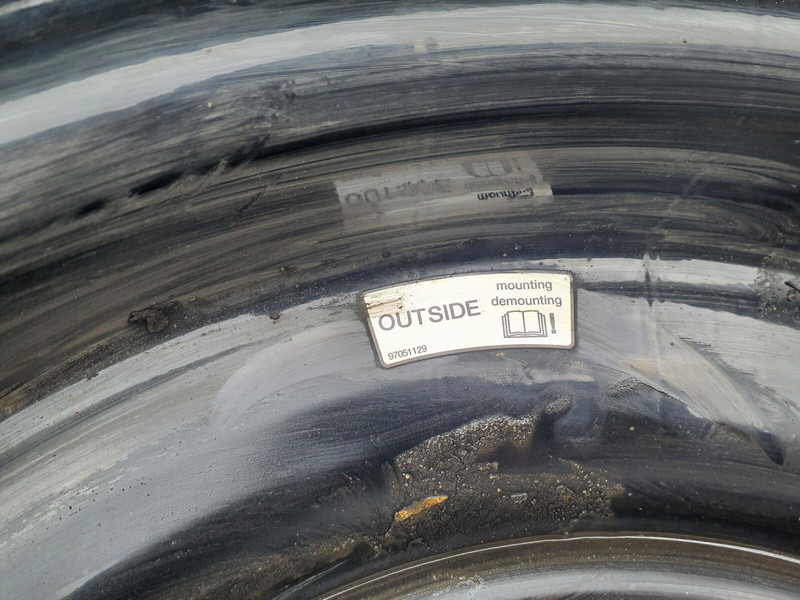 OUTSIDE
mounting
demounting
!
97051129